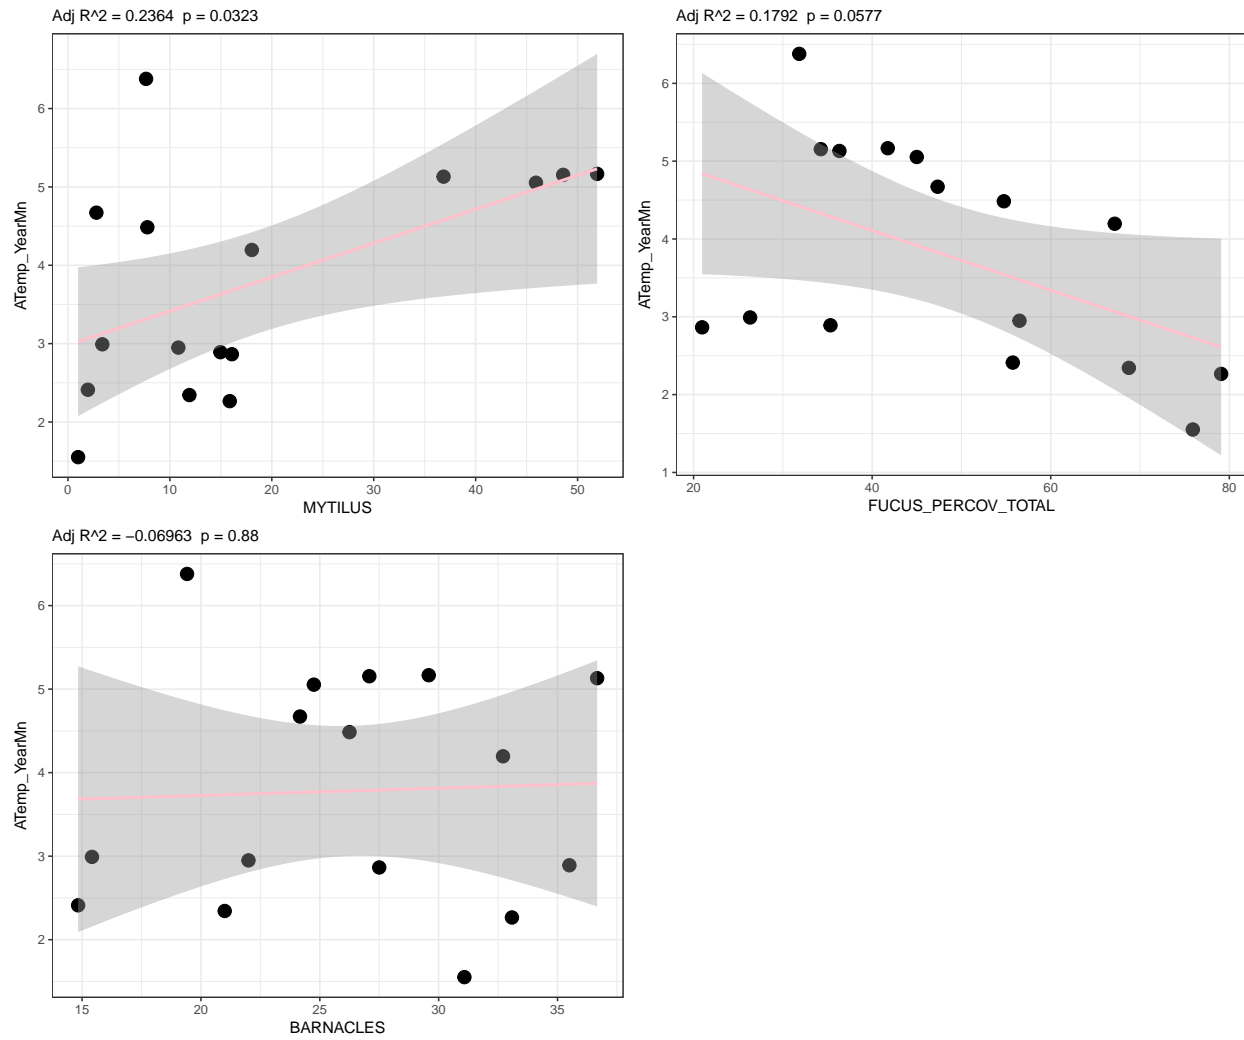 Adj R^2 = 0.2364  p = 0.0323
6
5
4
3
2
ATemp_YearMn
0 10 20 30 40 50
MYTILUS
Adj R^2 = 0.1792  p = 0.0577
6
5
4
3
2
1
ATemp_YearMn
20 40 60 80
FUCUS_PERCOV_TOTAL
Adj R^2 = −0.06963  p = 0.88
6
5
4
3
2
ATemp_YearMn
15 20 25 30 35
BARNACLES